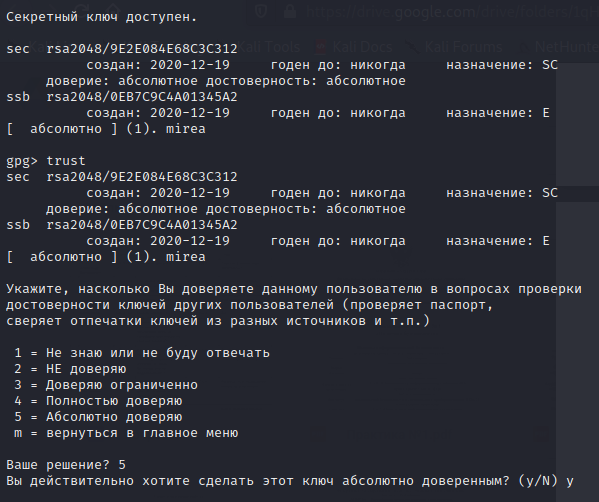 Секретный ключ доступен.
sec rsa2048/9E2E084E68C3C312
создан: 2020-12-19 годен до: никогда назначение: SC
доверие: абсолютное достоверность: абсолютное
ssb rsa2048/0EB7C9C4A01345A2
создан: 2020-12-19 годен до: никогда назначение: E
[ абсолютно ] (1). mirea
gpg> trust
sec rsa2048/9E2E084E68C3C312
создан: 2020-12-19 годен до: никогда назначение: SC
доверие: абсолютное достоверность: абсолютное
ssb rsa2048/0EB7C9C4A01345A2
создан: 2020-12-19 годен до: никогда назначение: E
[ абсолютно ] (1). mirea
Укажите, насколько Вы доверяете данному пользователю в вопросах проверки
достоверности ключей других пользователей (проверяет паспорт,
сверяет отпечатки ключей из разных источников и т.п.)
1 = Не знаю или не буду отвечать
2 = НЕ доверяю
3 = Доверяю ограниченно
4 = Полностью доверяю
5 = Абсолютно доверяю
m = вернуться в главное меню
Ваше решение? 5
Вы действительно хотите сделать этот ключ абсолютно доверенным? (y/N) y
google.com
Kali Tools
Kali Docs
Kali Forums
NetHunte